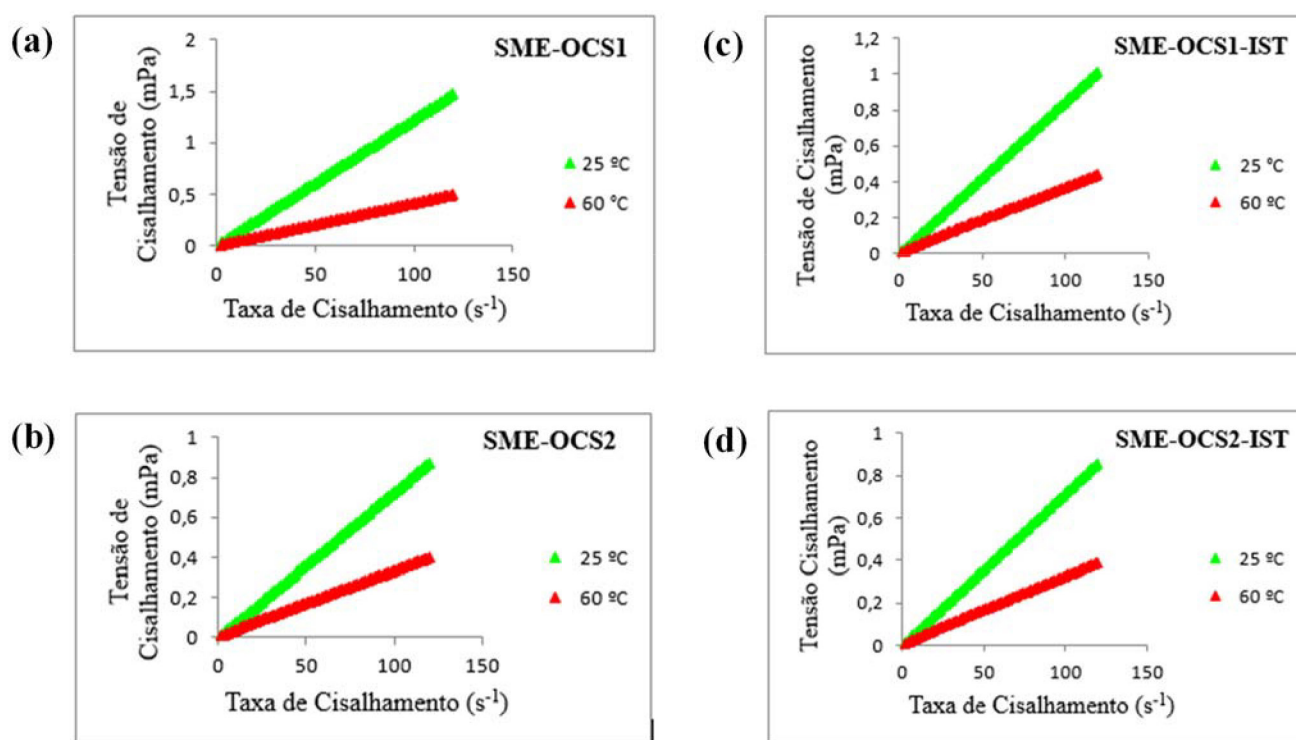 (a)
SME-OCS1
Tensão de
Cisalhamento (mPa)
2
1,5
1
0,5
0
0
50
100
150
25 ºC
60 °C
Taxa de Cisalhamento (s⁻¹)
(c)
SME-OCS1-IST
Tensão de Cisalhamento
(mPa)
1,2
1
0,8
0,6
0,4
0,2
0
0
50
100
150
25 °C
60 ºC
Taxa de Cisalhamento (s⁻¹)
(b)
SME-OCS2
Tensão de
Cisalhamento (mPa)
1
0,8
0,6
0,4
0,2
0
0
50
100
150
25 ºC
60 ºC
Taxa de Cisalhamento (s⁻¹)
(d)
SME-OCS2-IST
Tensão Cisalhamento
(mPa)
1
0,8
0,6
0,4
0,2
0
0
50
100
150
25 ºC
60 ºC
Taxa de Cisalhamento (s⁻¹)